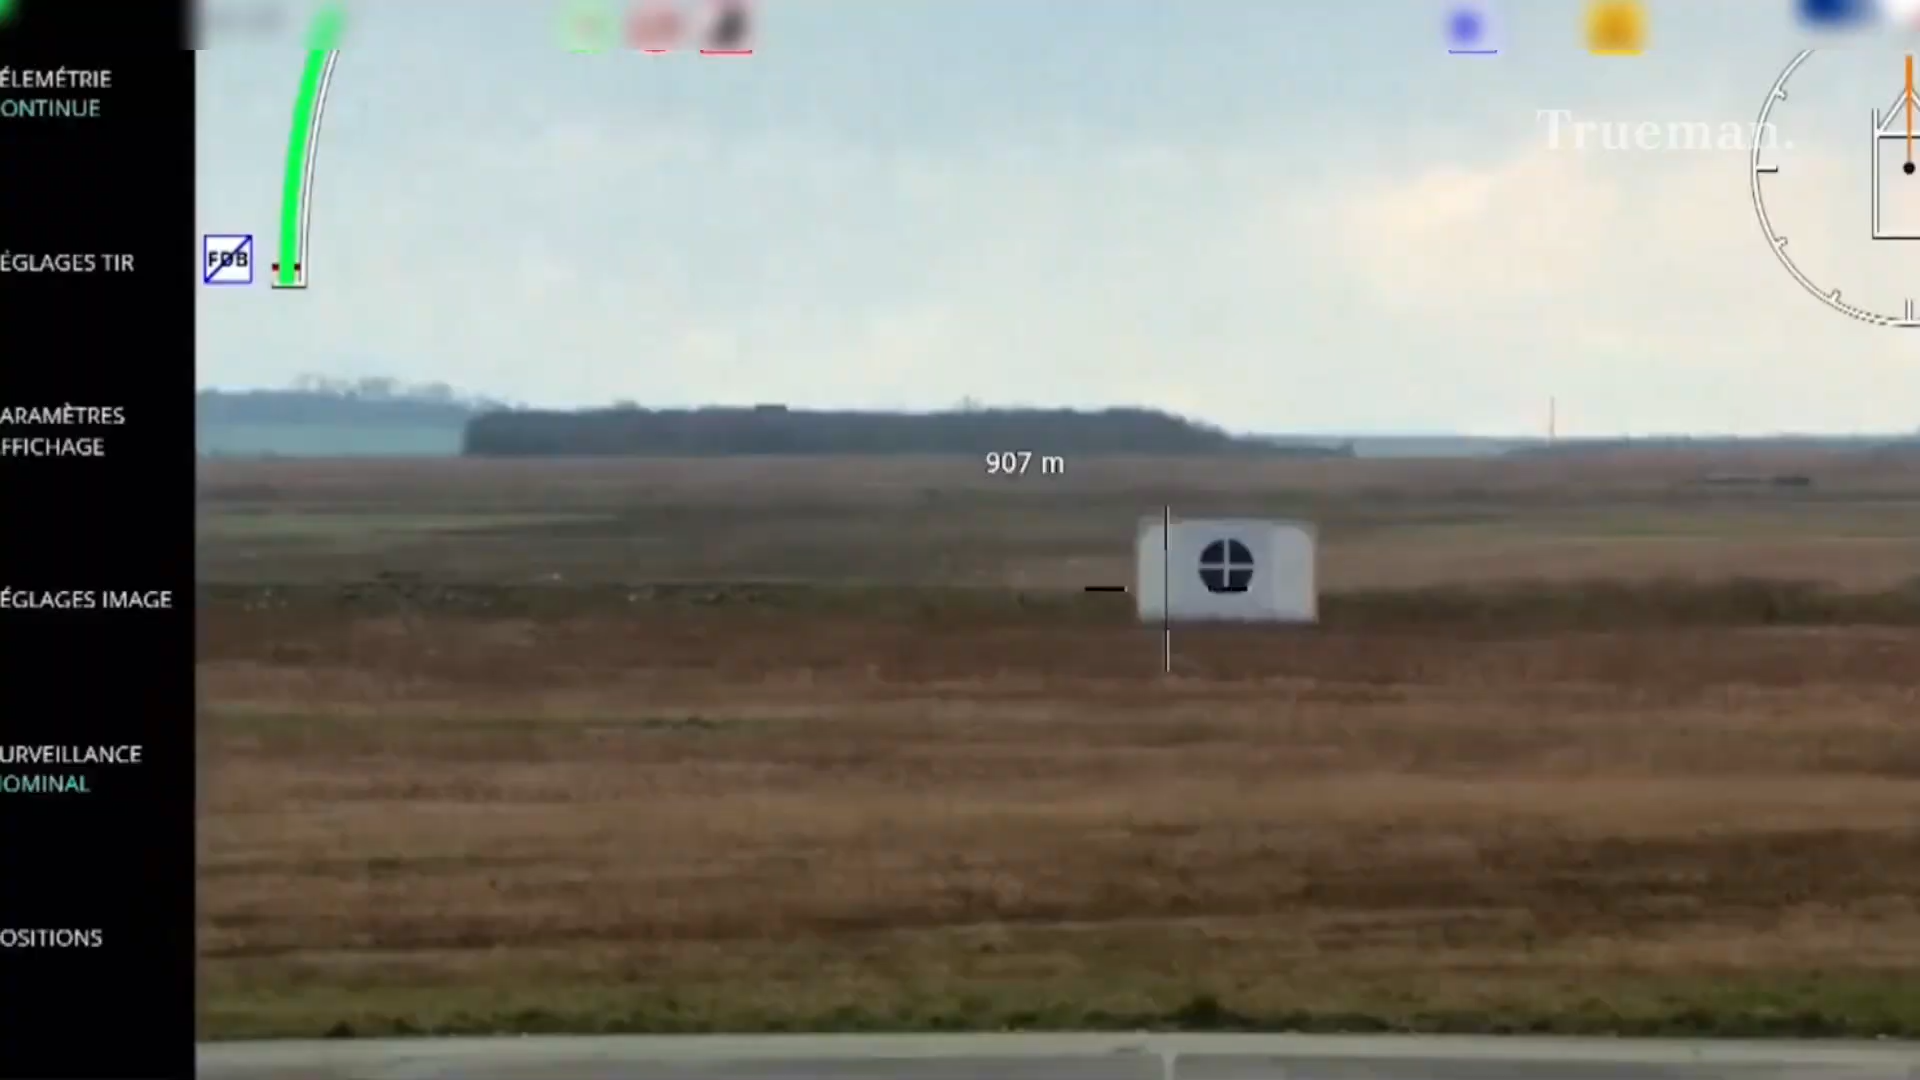 ÉLEMÉTRIE
ONTINUE
Trueman.
ÉGLAGES TIR
FDB
ARAMÈTRES
FFICHAGE
907 m
ÉGLAGES IMAGE
URVEILLANCE
OMINAL
OSITIONS